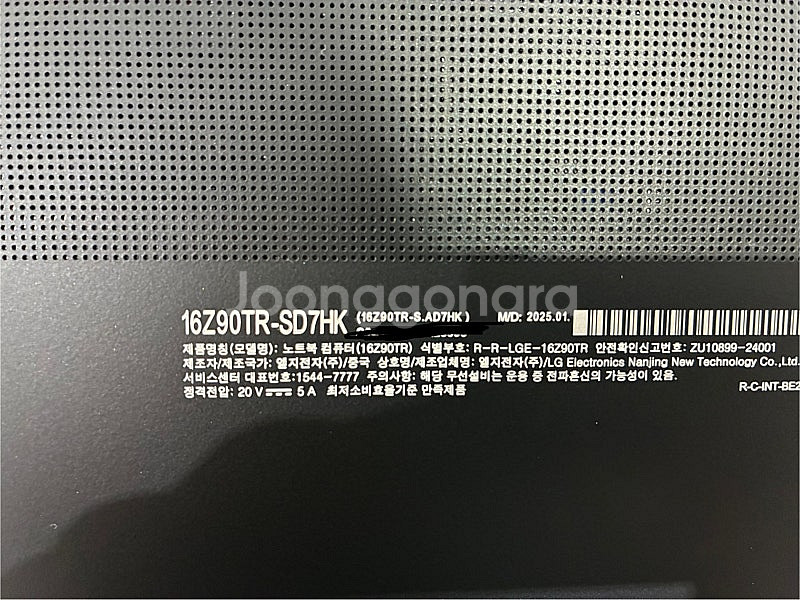 Joonggonara
16Z90TR-SD7HK (16Z90TR-S.AD7HK ) M/D: 2025.01.
제품명칭(모델명): 노트북 컴퓨터(16Z90TR) 식별부호: R-R-LGE-16Z90TR 안전확인신고번호: ZU10899-24001
제조자/제조국가: 엘지전자(주)/중국 상호명/제조업체명: 엘지전자(주)/LG Electronics Nanjing New Technology Co.,Ltd.
서비스센터 대표번호:1544-7777 주의사항: 해당 무선설비는 운용 중 전파혼신의 가능성이 있음.
R-C-INT-BE2
정격전압: 20 V⎓ 5 A 최저소비효율기준 만족제품